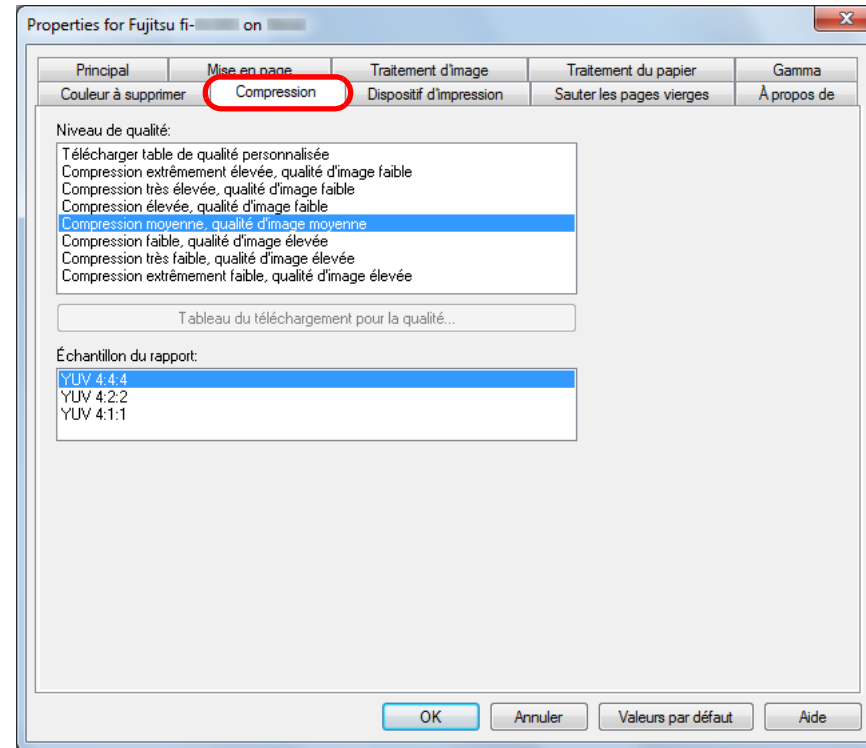 Properties for Fujitsu fi- on
Principal Mise en page Traitement d'image Traitement du papier Gamma
Couleur à supprimer Compression Dispositif d'impression Sauter les pages vierges À propos de
Niveau de qualité:
Télécharger table de qualité personnalisée
Compression extrêmement élevée, qualité d'image faible
Compression très élevée, qualité d'image faible
Compression élevée, qualité d'image faible
Compression moyenne, qualité d'image moyenne
Compression faible, qualité d'image élevée
Compression très faible, qualité d'image élevée
Compression extrêmement faible, qualité d'image élevée
Tableau du téléchargement pour la qualité...
Échantillon du rapport:
YUV 4:4:4
YUV 4:2:2
YUV 4:1:1
OK Annuler Valeurs par défaut Aide